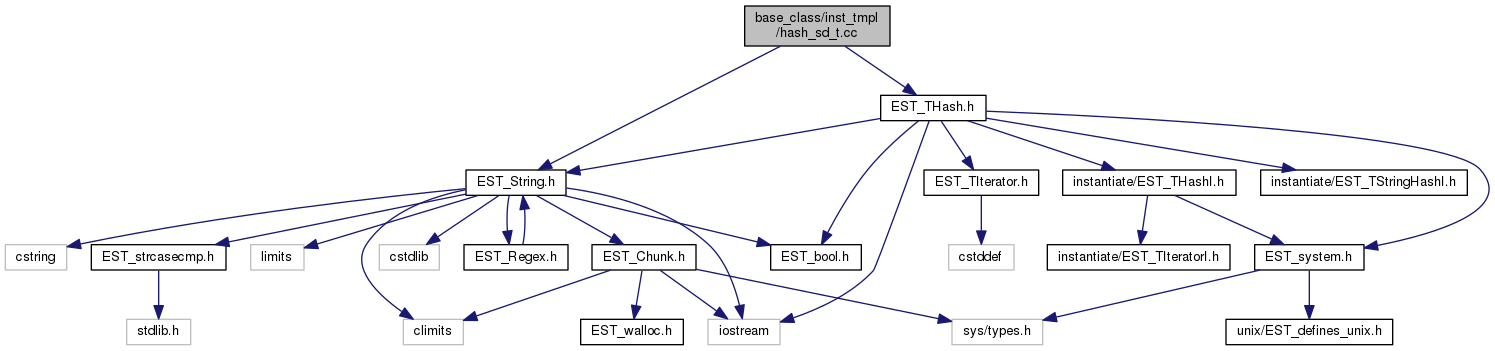 base_class/inst_tmpl
/hash_sd_t.cc
EST_THash.h
EST_String.h
EST_TIterator.h
instantiate/EST_THashI.h
instantiate/EST_TStringHashI.h
cstring
EST_strcasecmp.h
limits
cstdlib
EST_Regex.h
EST_Chunk.h
EST_bool.h
cstddef
instantiate/EST_TIteratorI.h
EST_system.h
stdlib.h
climits
EST_walloc.h
iostream
sys/types.h
unix/EST_defines_unix.h